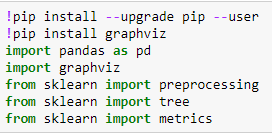 !pip install --upgrade pip --user
!pip install graphviz
import pandas as pd
import graphviz
from sklearn import preprocessing
from sklearn import tree
from sklearn import metrics